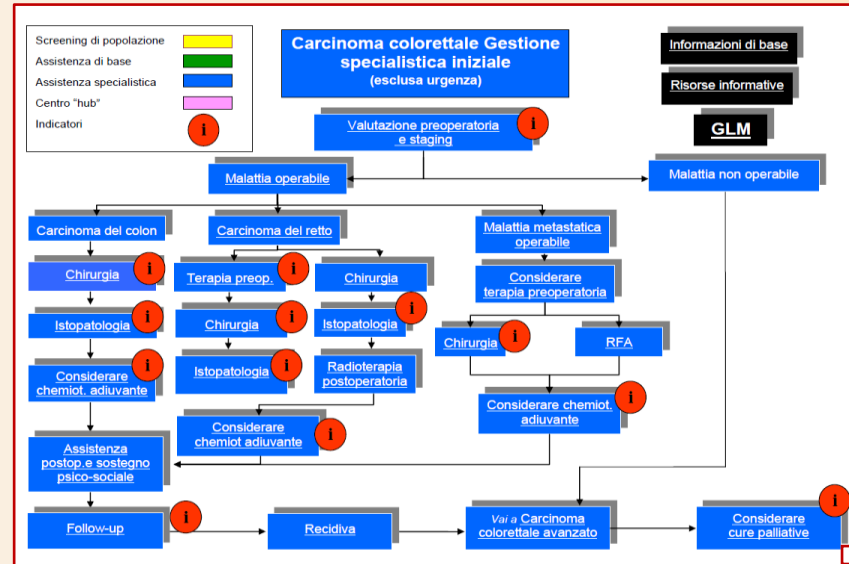 Screening di popolazione
Assistenza di base
Assistenza specialistica
Centro “hub”
Indicatori
i
Carcinoma colorettale Gestione
specialistica iniziale
(esclusa urgenza)
Informazioni di base
Risorse informative
GLM
Valutazione preoperatoria
e staging
i
Malattia operabile
Malattia non operabile
Carcinoma del colon
Carcinoma del retto
Malattia metastatica
operabile
Chirurgia
i
Terapia preop.
i
Chirurgia
Considerare
terapia preoperatoria
Istopatologia
i
Chirurgia
i
Istopatologia
i
Chirurgia
i
RFA
Considerare
chemiot. adiuvante
i
Istopatologia
i
Radioterapia
postoperatoria
Considerare chemiot.
adiuvante
i
Considerare
chemiot adiuvante
i
Assistenza
postop.e sostegno
psico-sociale
Follow-up
i
Recidiva
Vai a Carcinoma
colorettale avanzato
Considerare
cure palliative
i